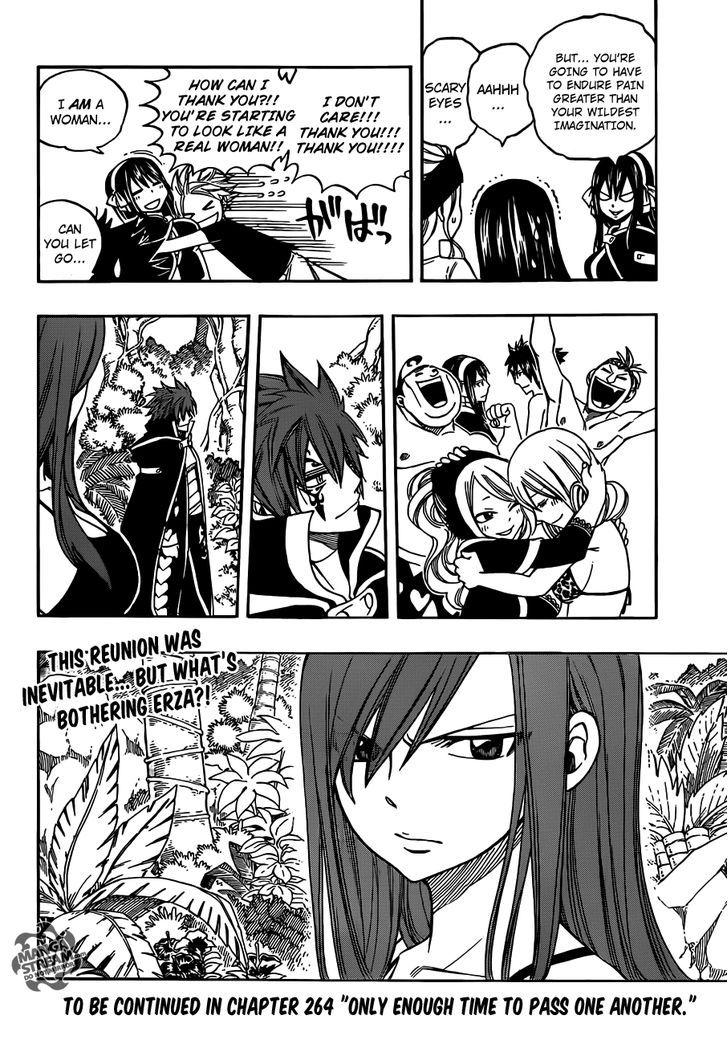 BUT... YOU'RE
GOING TO HAVE
TO ENDURE PAIN
GREATER THAN
YOUR WILDEST
IMAGINATION.
AAHHH
...
SCARY
EYES...
...
I DON'T
CARE!!!
THANK YOU!!!
THANK YOU!!!!
HOW CAN I
THANK YOU?!!
YOU'RE STARTING
TO LOOK LIKE A
REAL WOMAN!!
I AM A
WOMAN...
CAN
YOU LET
GO...
がばっ
THIS REUNION WAS
INEVITABLE... BUT WHAT'S
BOTHERING ERZA?!
MANGA
STREAM
TO BE CONTINUED IN CHAPTER 264 "ONLY ENOUGH TIME TO PASS ONE ANOTHER."